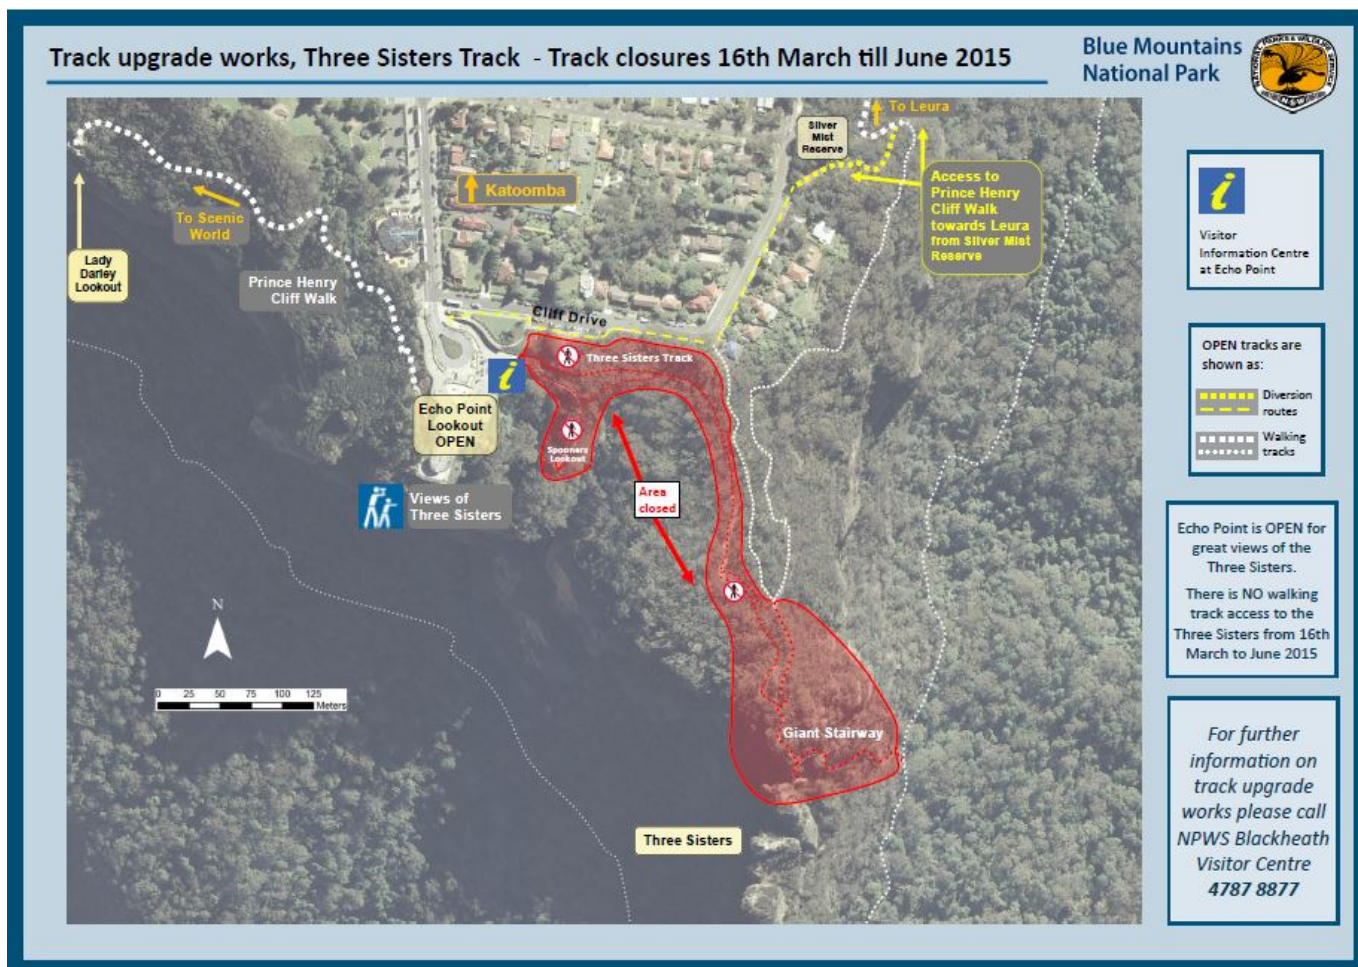 Track upgrade works, Three Sisters Track - Track closures 16th March till June 2015
Blue Mountains
National Park
NATIONAL PARKS & WILDLIFE SERVICE
NSW
To Leura
Silver
Mist
Reserve
Access to
Prince Henry
Cliff Walk
towards Leura
from Silver Mist
Reserve
Katoomba
To Scenic
World
Lady
Darley
Lookout
Prince Henry
Cliff Walk
Cliff Drive
Three Sisters Track
i
Echo Point
Lookout
OPEN
Spooners
Lookout
Views of
Three Sisters
Area
closed
N
0 25 50 75 100 125
Meters
Giant Stairway
Three Sisters
i
Visitor
Information Centre
at Echo Point
OPEN tracks are
shown as:
Diversion
routes
Walking
tracks
Echo Point is OPEN for
great views of the
Three Sisters.
There is NO walking
track access to the
Three Sisters from 16th
March to June 2015
For further
information on
track upgrade
works please call
NPWS Blackheath
Visitor Centre
4787 8877